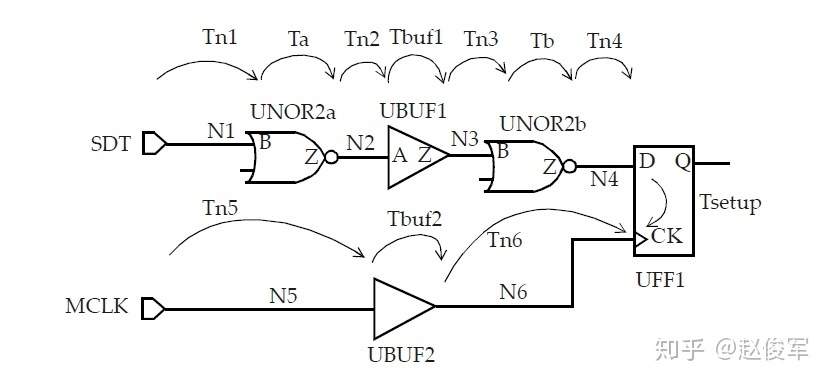 Tn1 Ta Tn2 Tbuf1 Tn3 Tb Tn4
UNOR2a UBUF1 UNOR2b
SDT N1 B Z N2 A Z N3 B Z N4 D Q
Tsetup
CK
UFF1
Tn5 Tbuf2 Tn6
MCLK N5 N6
UBUF2
知乎 @赵俊军